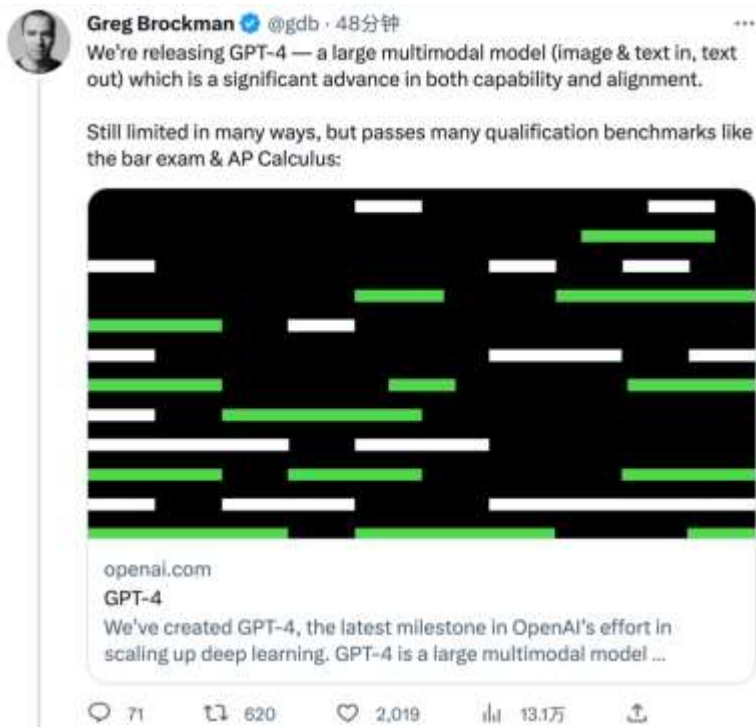 Greg Brockman @gdb · 48分钟
We're releasing GPT-4 — a large multimodal model (image & text in, text
out) which is a significant advance in both capability and alignment.
Still limited in many ways, but passes many qualification benchmarks like
the bar exam & AP Calculus:
openai.com
GPT-4
We've created GPT-4, the latest milestone in OpenAI's effort in
scaling up deep learning. GPT-4 is a large multimodal model ...
71 620 2,019 13.1万